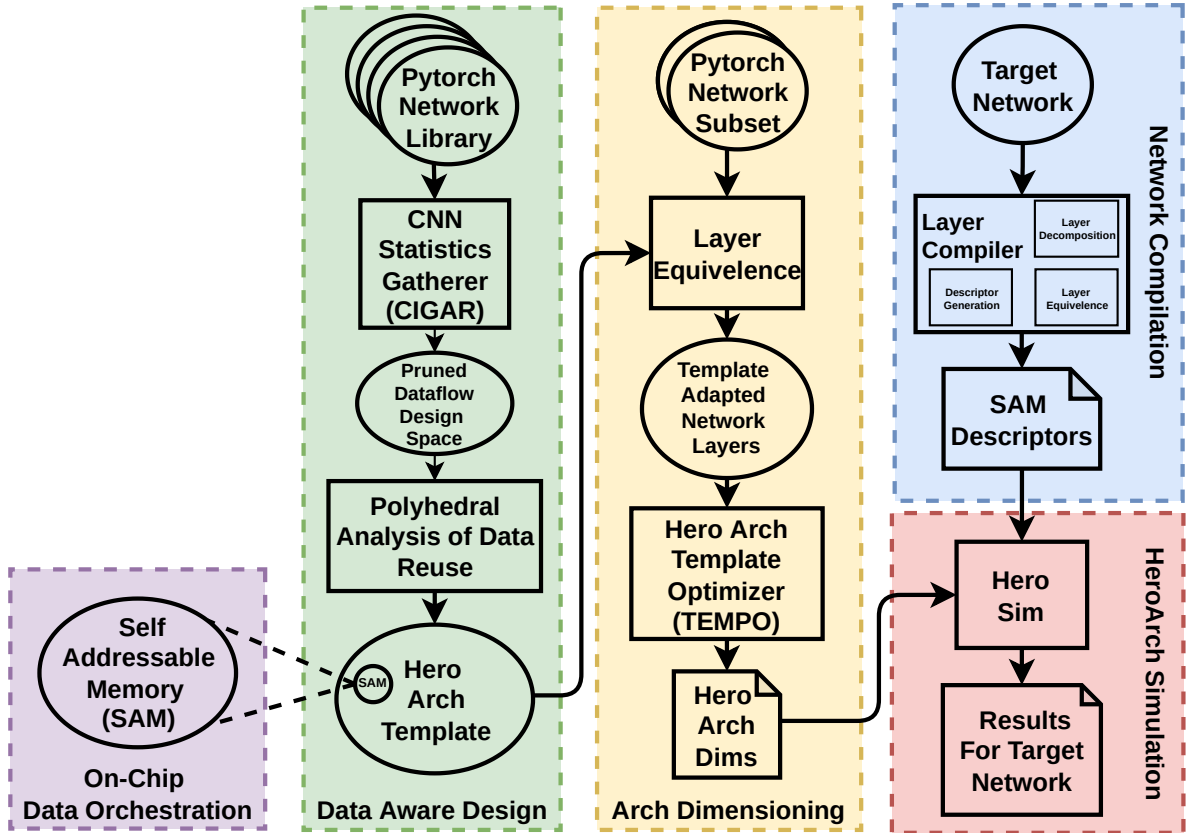 Pytorch
Network
Library
CNN
Statistics
Gatherer
(CIGAR)
Pruned
Dataflow
Design
Space
Polyhedral
Analysis of Data
Reuse
Hero
Arch
Template
SAM
Data Aware Design
Self
Addressable
Memory
(SAM)
On-Chip
Data Orchestration
Pytorch
Network
Subset
Layer
Equivelence
Template
Adapted
Network
Layers
Hero Arch
Template
Optimizer
(TEMPO)
Hero
Arch
Dims
Arch Dimensioning
Target
Network
Layer
Compiler
Layer
Decomposition
Descriptor
Generation
Layer
Equivelence
SAM
Descriptors
Network Compilation
Hero
Sim
Results
For Target
Network
HeroArch Simulation